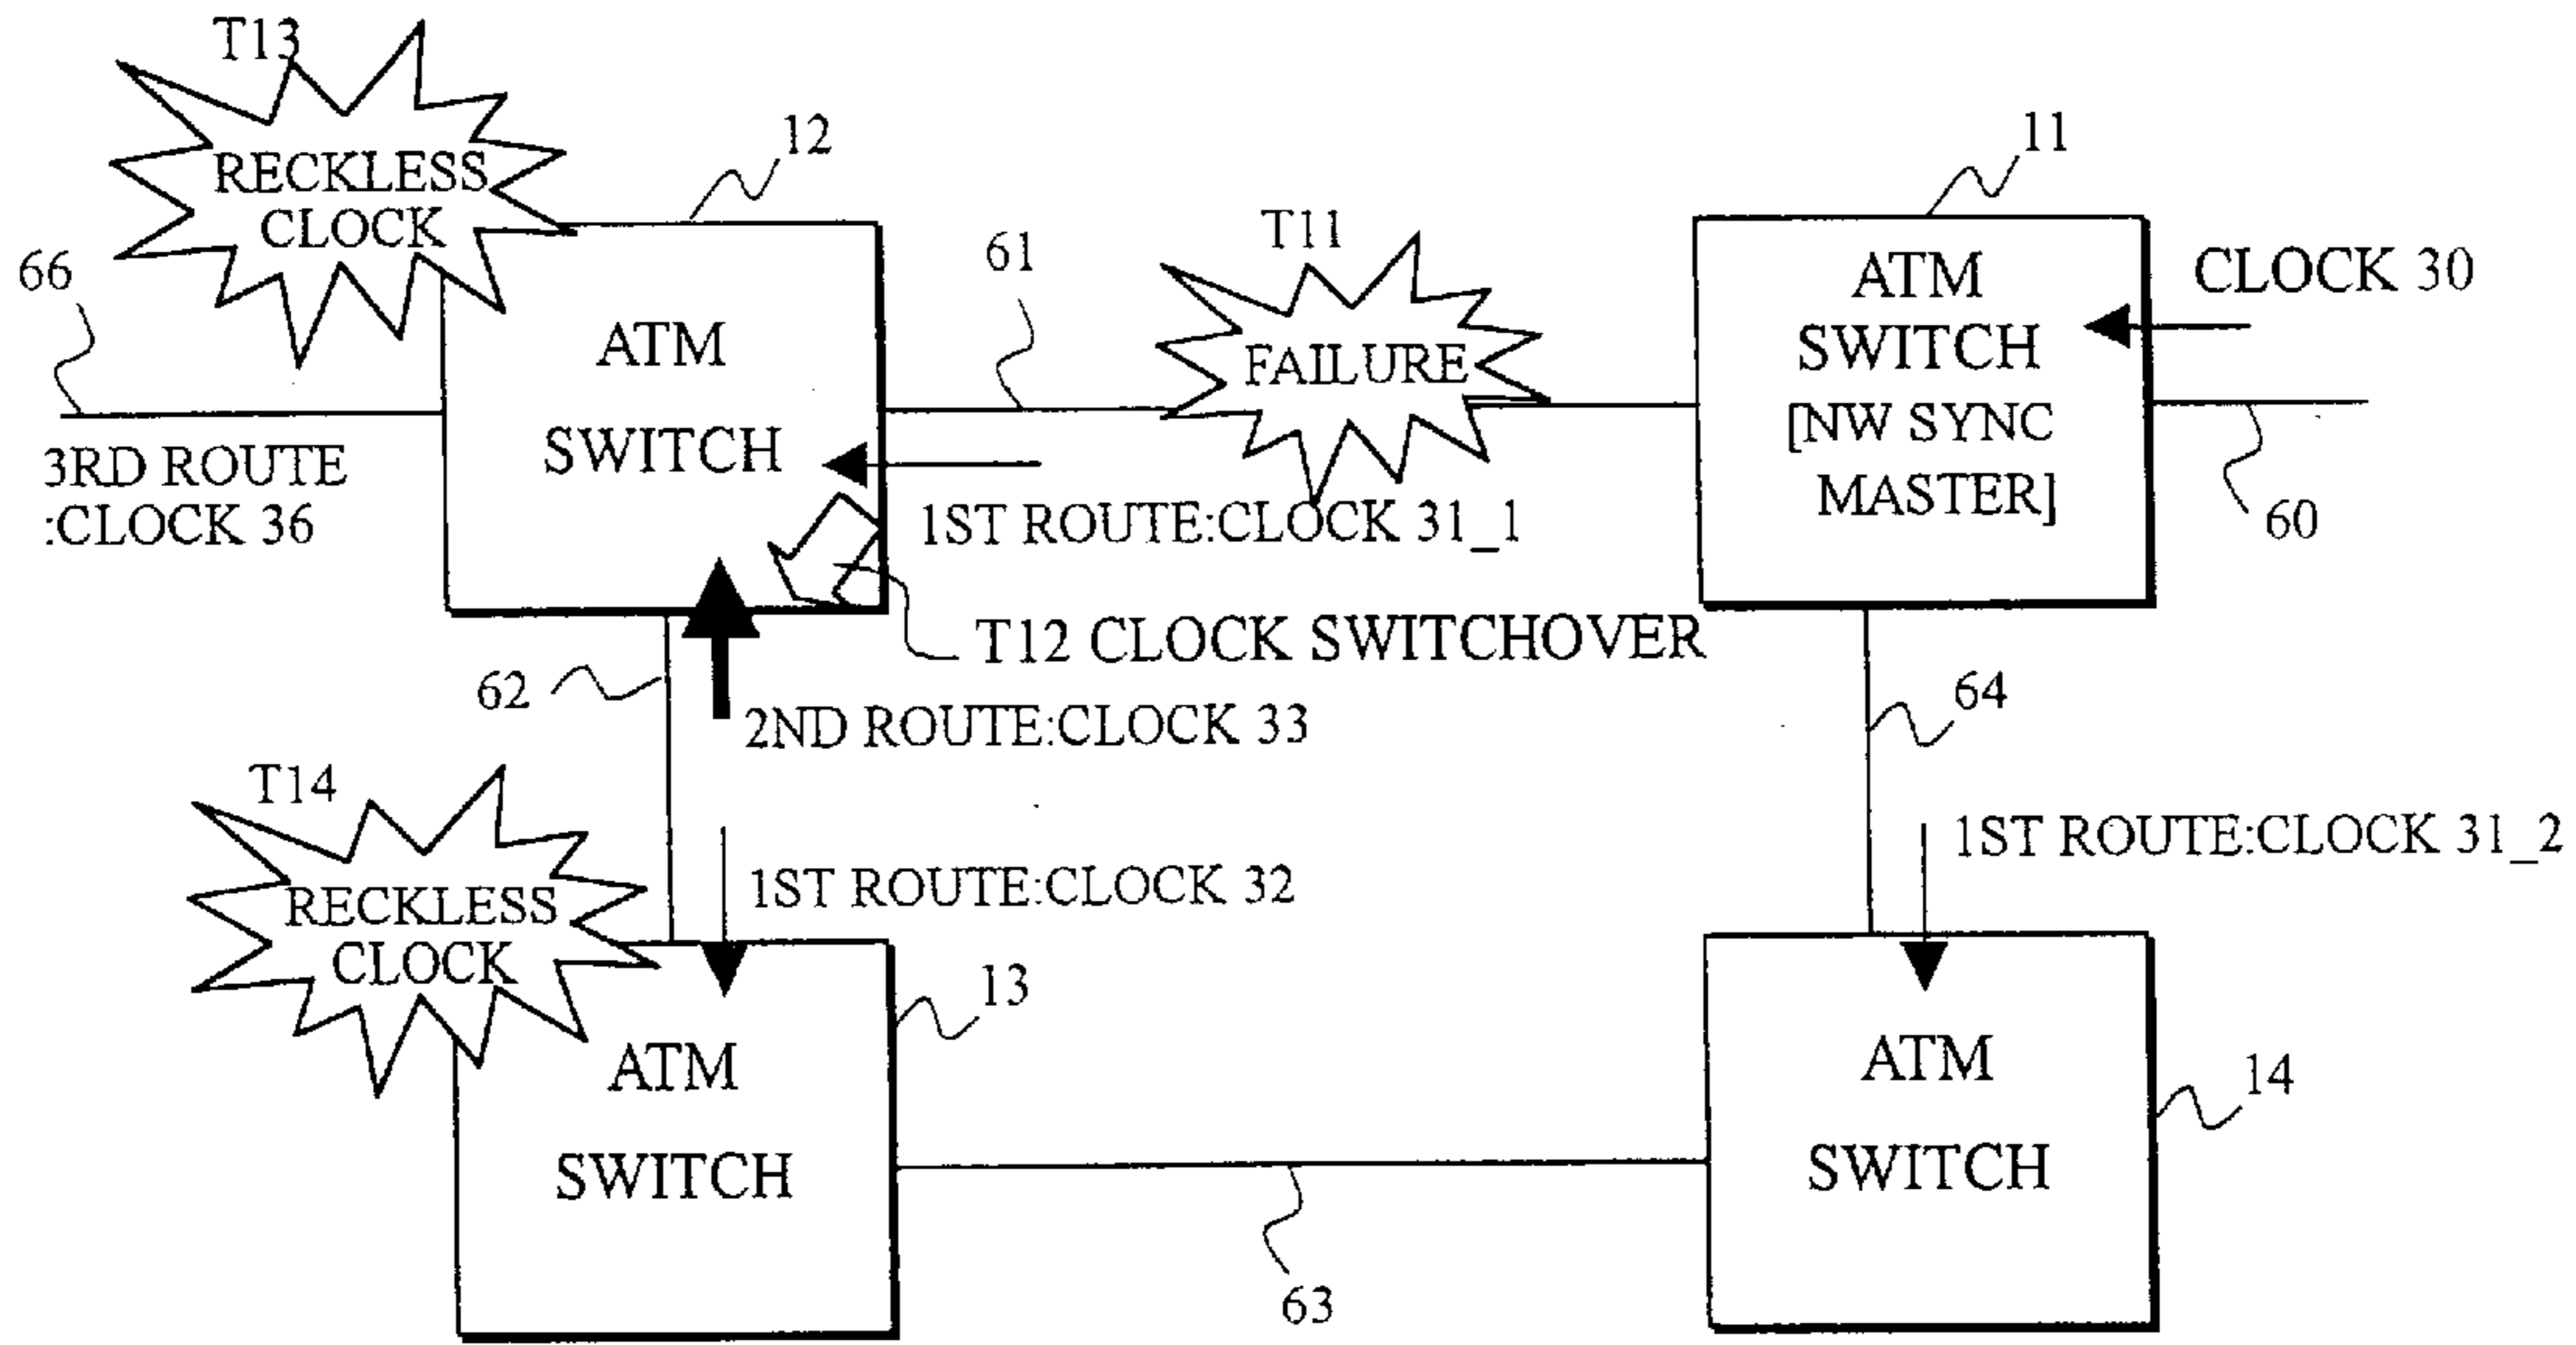 T13
RECKLESS
CLOCK
12
11
66
61
T11
FAILURE
ATM
SWITCH
ATM
SWITCH
[NW SYNC
MASTER]
CLOCK 30
60
3RD ROUTE
:CLOCK 36
1ST ROUTE:CLOCK 31_1
T12 CLOCK SWITCHOVER
62
2ND ROUTE:CLOCK 33
64
T14
RECKLESS
CLOCK
1ST ROUTE:CLOCK 32
1ST ROUTE:CLOCK 31_2
13
ATM
SWITCH
14
ATM
SWITCH
63